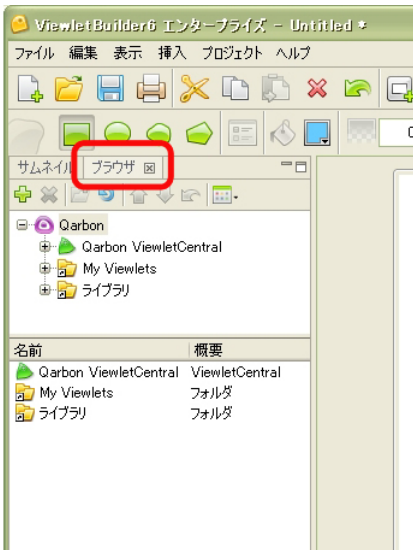 ViewletBuilder6 エンタープライズ - Untitled *
ファイル 編集 表示 挿入 プロジェクト ヘルプ
サムネイル ブラウザ
Qarbon
Qarbon ViewletCentral
My Viewlets
ライブラリ
名前 概要
Qarbon ViewletCentral ViewletCentral
My Viewlets フォルダ
ライブラリ フォルダ